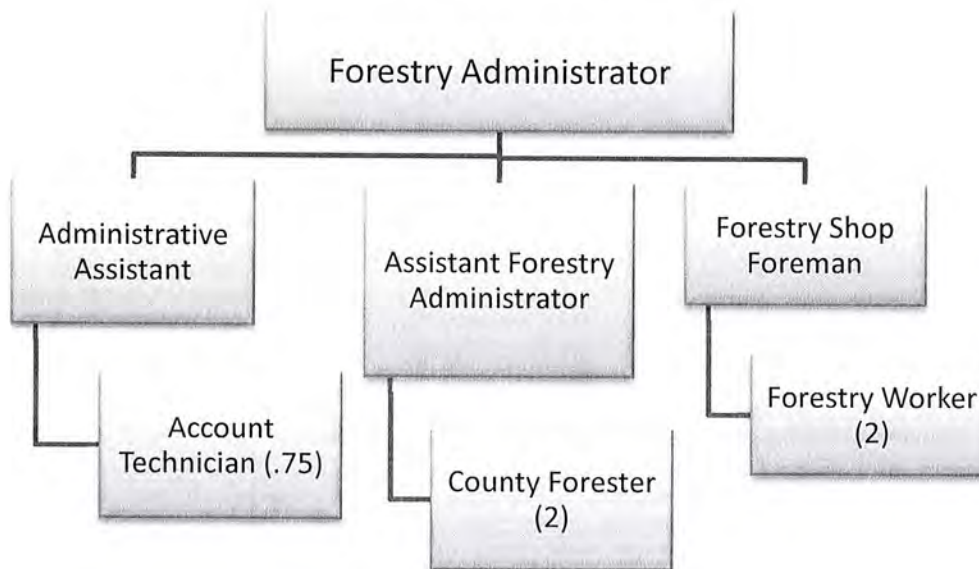 Forestry Administrator
Administrative
Assistant
Assistant Forestry
Administrator
Forestry Shop
Foreman
Account
Technician (.75)
County Forester
(2)
Forestry Worker
(2)